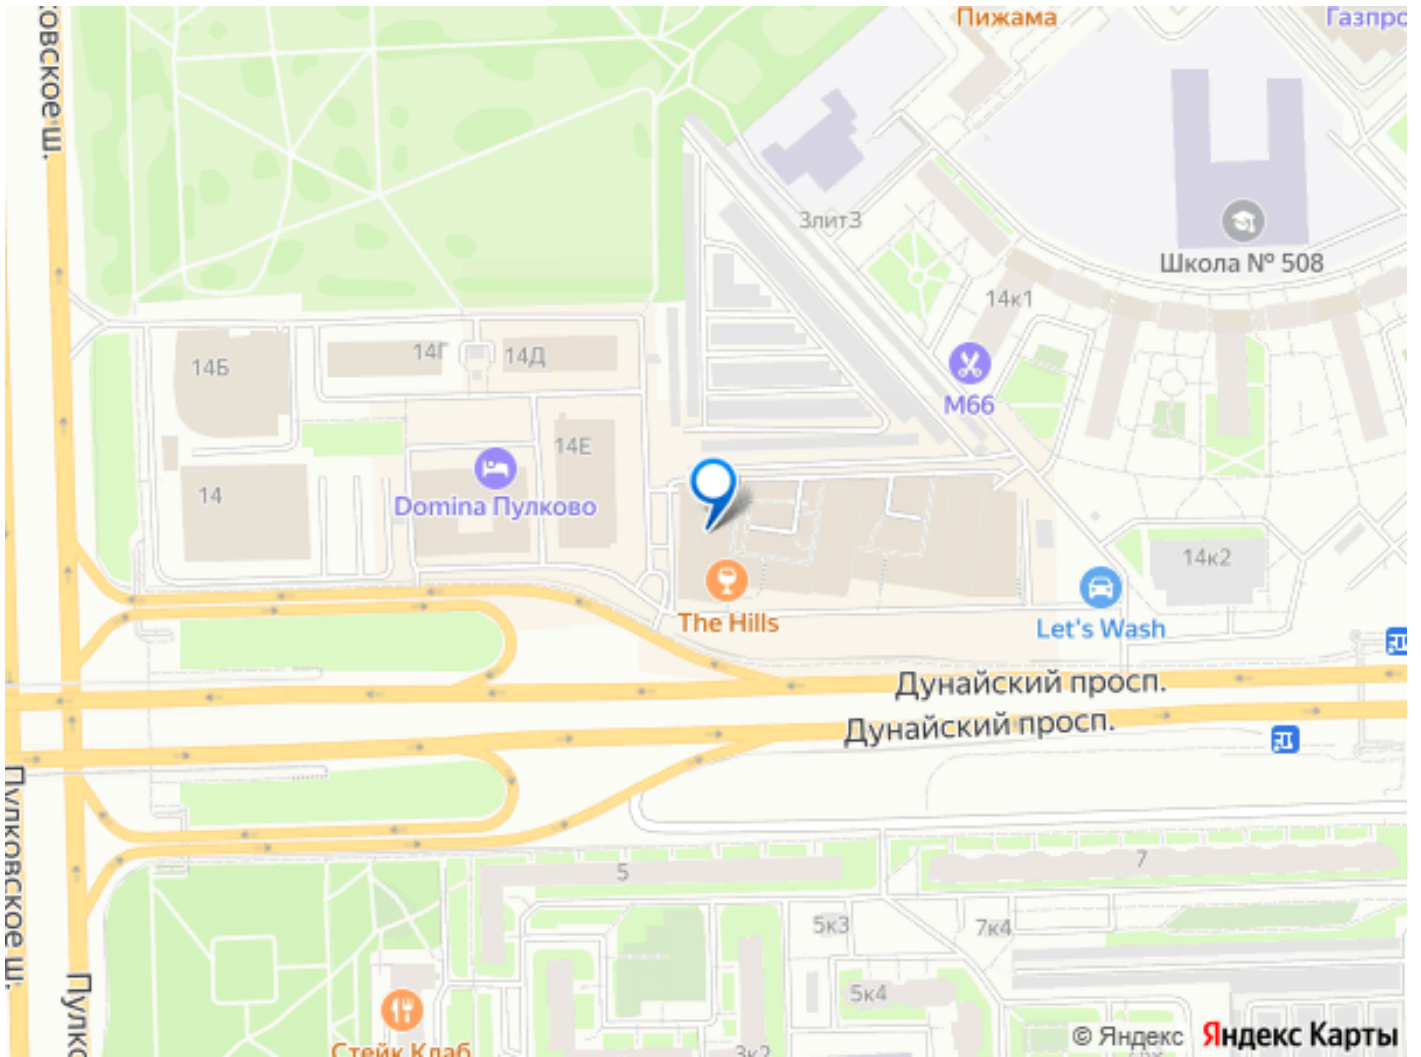 Пижама
Газпро
ковское ш.
3лит3
Школа № 508
14к1
14Б
14Г
14Д
М66
14Е
14
Domina Пулково
14к2
The Hills
Let's Wash
Дунайский просп.
Дунайский просп.
Пулковское ш.
5
7
5к3
7к4
Пулко
5к4
Стейк Клаб
3к2
© Яндекс
Яндекс Карты